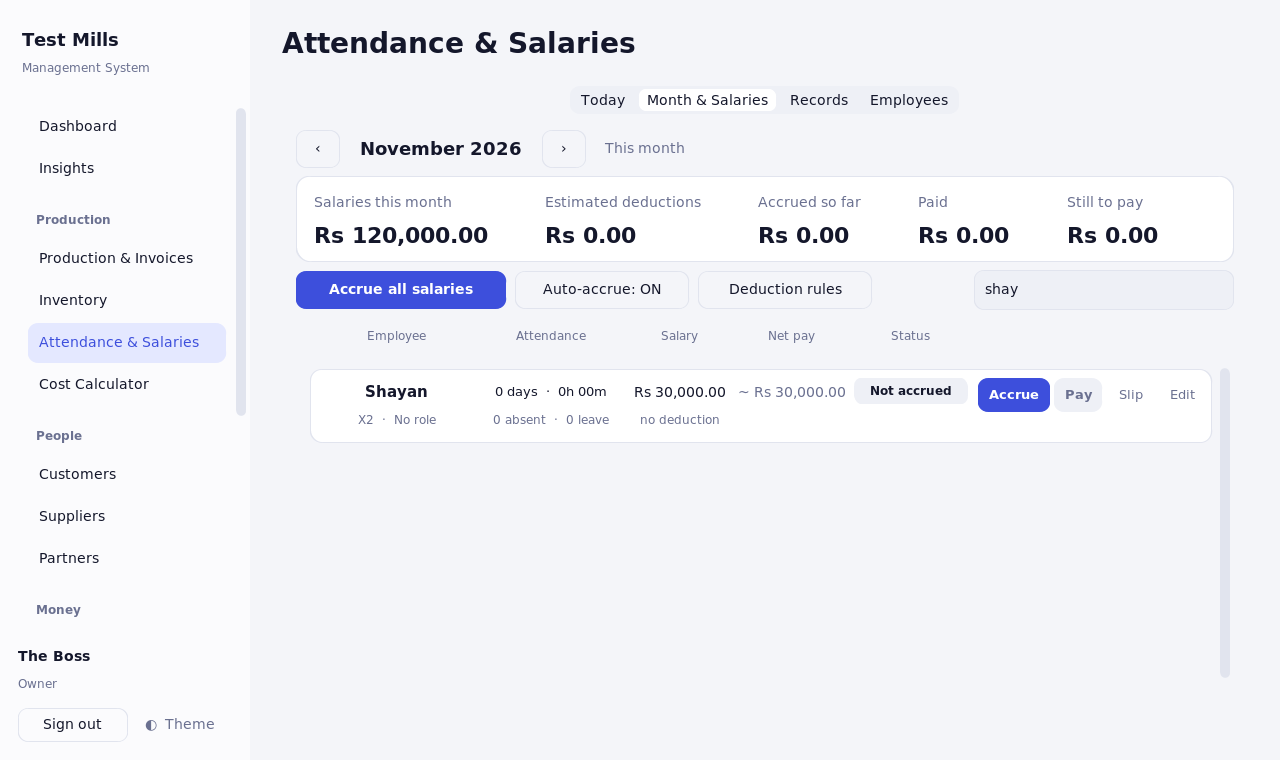 Test Mills
Management System
Dashboard
Insights
Production
Production & Invoices
Inventory
Attendance & Salaries
Cost Calculator
People
Customers
Suppliers
Partners
Money
The Boss
Owner
Sign out
◐ Theme
Attendance & Salaries
Today Month & Salaries Records Employees
‹ November 2026 › This month
Salaries this month Estimated deductions Accrued so far Paid Still to pay
Rs 120,000.00 Rs 0.00 Rs 0.00 Rs 0.00 Rs 0.00
Accrue all salaries Auto-accrue: ON Deduction rules shay
Employee Attendance Salary Net pay Status
Shayan 0 days · 0h 00m Rs 30,000.00 ~ Rs 30,000.00 Not accrued Accrue Pay Slip Edit
X2 · No role 0 absent · 0 leave no deduction